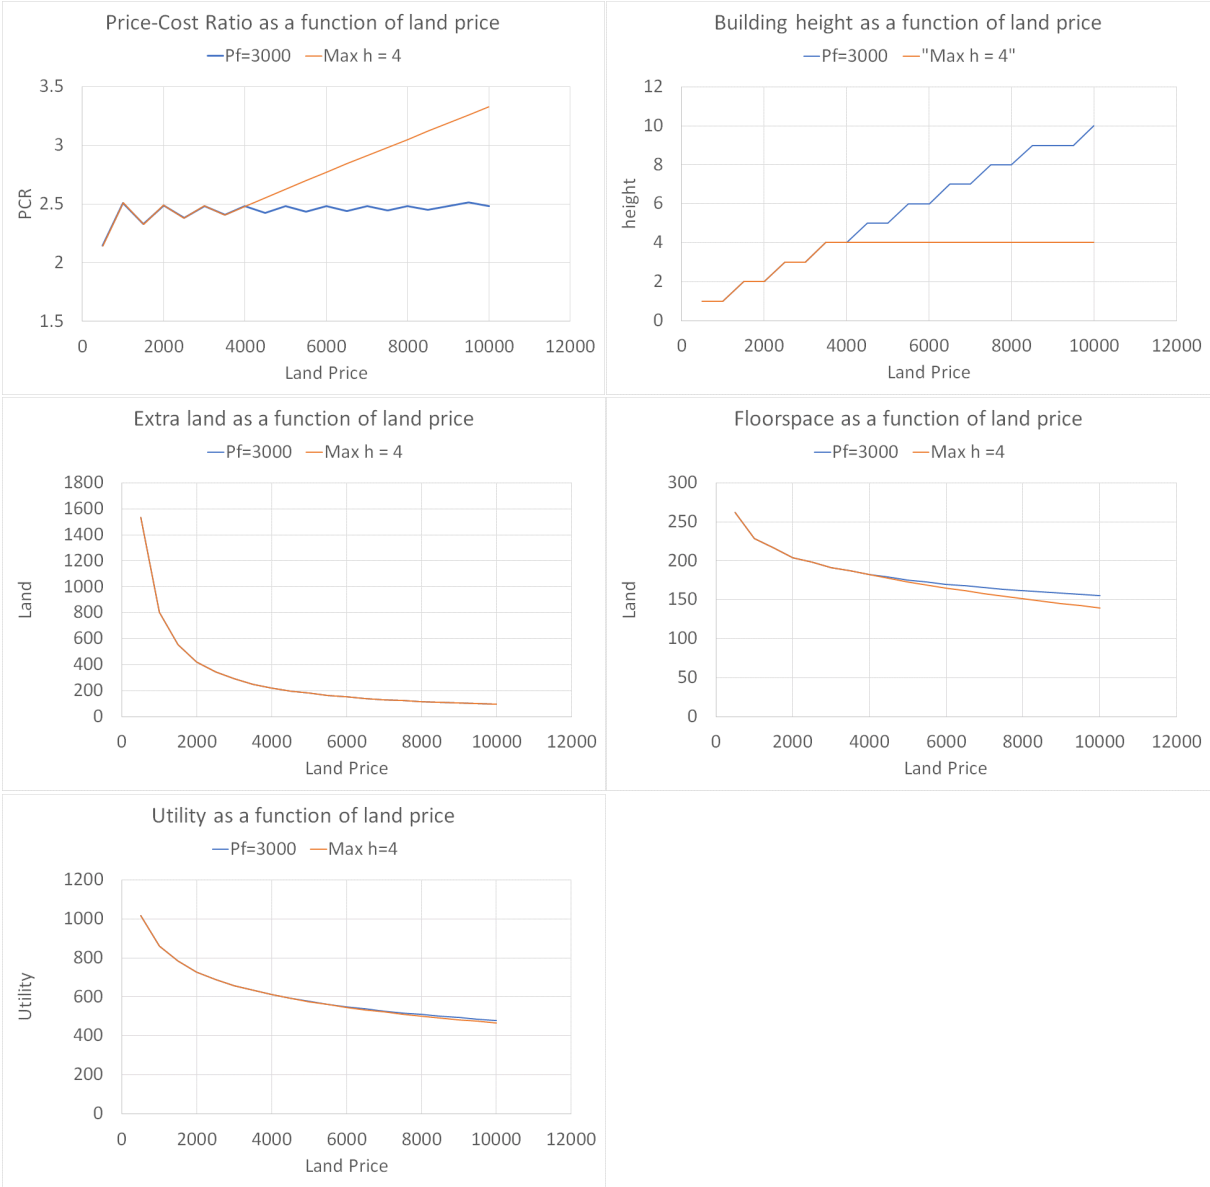 Price-Cost Ratio as a function of land price
Pf=3000 Max h = 4
3.5
3
2.5
2
1.5
PCR
0 2000 4000 6000 8000 10000 12000
Land Price
Building height as a function of land price
Pf=3000 "Max h = 4"
12
10
8
6
4
2
0
height
0 2000 4000 6000 8000 10000 12000
Land Price
Extra land as a function of land price
Pf=3000 Max h = 4
1800
1600
1400
1200
1000
800
600
400
200
0
Land
0 2000 4000 6000 8000 10000 12000
Land Price
Floorspace as a function of land price
Pf=3000 Max h =4
300
250
200
150
100
50
0
Land
0 2000 4000 6000 8000 10000 12000
Land Price
Utility as a function of land price
Pf=3000 Max h=4
1200
1000
800
600
400
200
0
Utility
0 2000 4000 6000 8000 10000 12000
Land Price